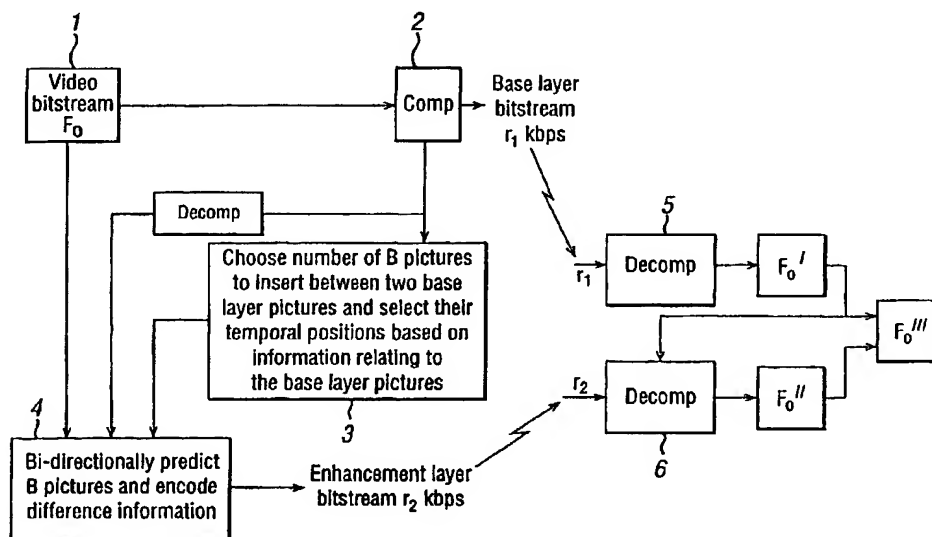 1
Video
bitstream
F0
2
Comp
Base layer
bitstream
r1 kbps
Decomp
Choose number of B pictures
to insert between two base
layer pictures and select their
temporal positions based on
information relating to
the base layer pictures
3
4
Bi-directionally predict
B pictures and encode
difference information
Enhancement layer
bitstream r2 kbps
5
r1
Decomp
F0I
F0III
r2
Decomp
F0II
6